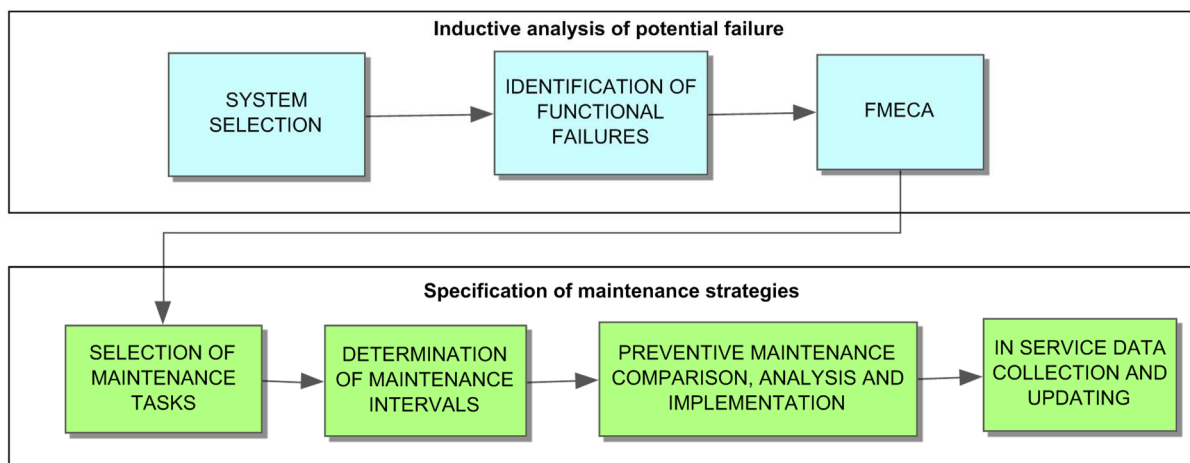 Inductive analysis of potential failure
SYSTEM
SELECTION
IDENTIFICATION OF
FUNCTIONAL
FAILURES
FMECA
Specification of maintenance strategies
SELECTION OF
MAINTENANCE
TASKS
DETERMINATION
OF MAINTENANCE
INTERVALS
PREVENTIVE MAINTENANCE
COMPARISON, ANALYSIS AND
IMPLEMENTATION
IN SERVICE DATA
COLLECTION AND
UPDATING